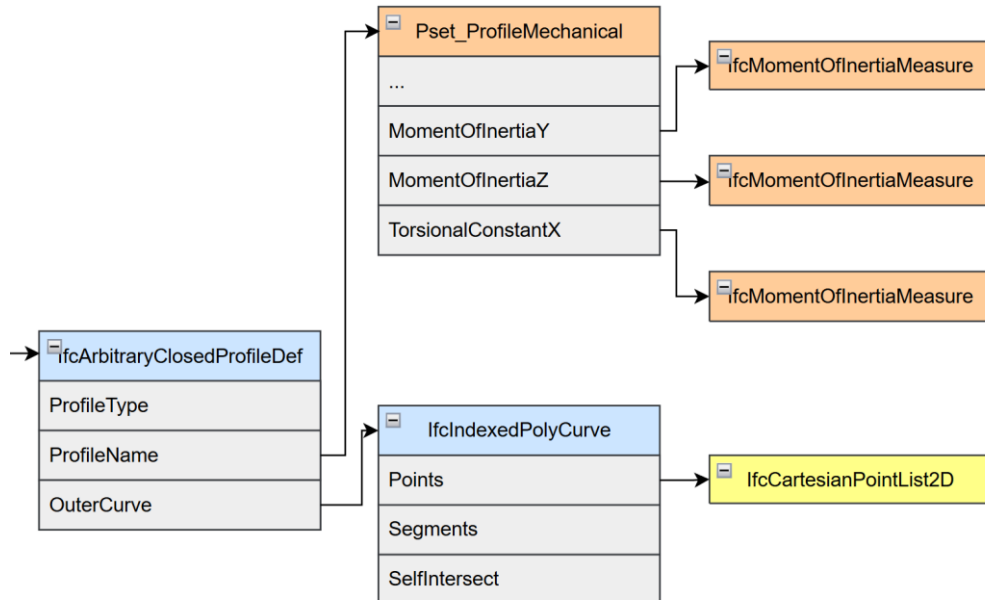 Pset_ProfileMechanical
...
MomentOfInertiaY
MomentOfInertiaZ
TorsionalConstantX
IfcMomentOfInertiaMeasure
IfcMomentOfInertiaMeasure
IfcMomentOfInertiaMeasure
IfcArbitraryClosedProfileDef
ProfileType
ProfileName
OuterCurve
IfcIndexedPolyCurve
Points
Segments
SelfIntersect
IfcCartesianPointList2D